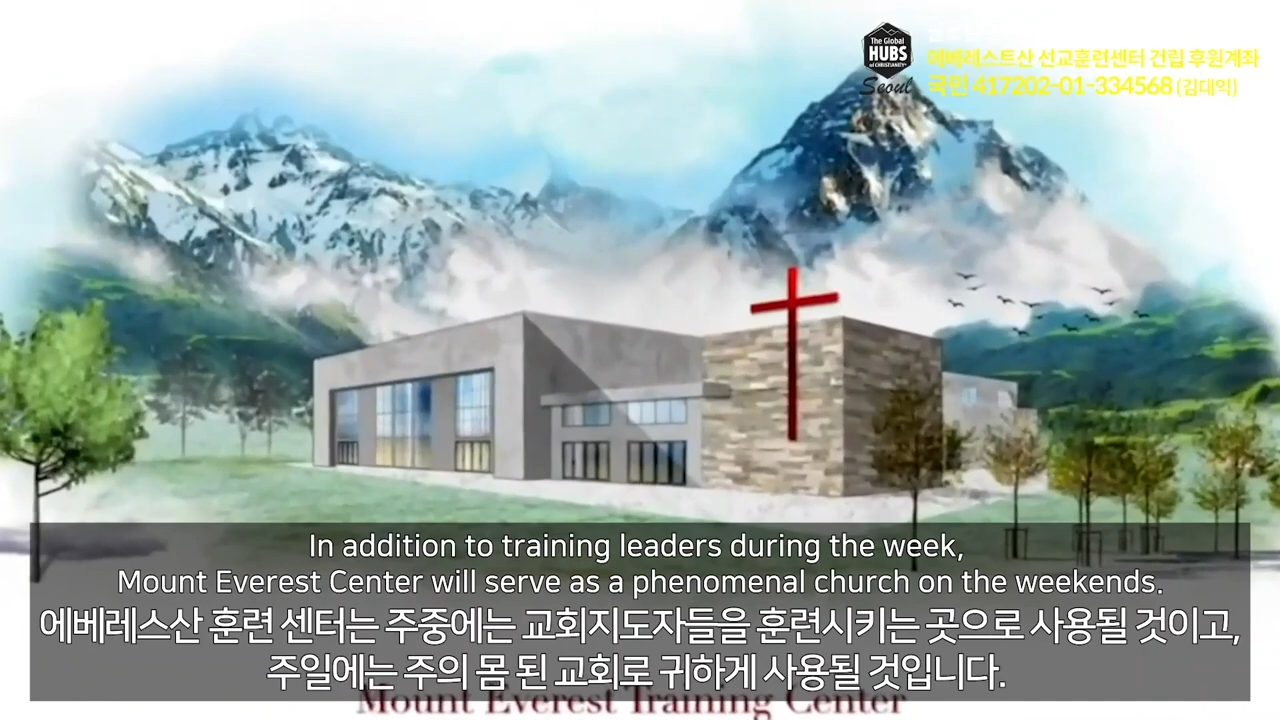 The Global
HUBS
of CHRISTIANITY
Seoul
에베레스트산 선교훈련센터 건립 후원계좌
국민 417202-01-334568 (김대억)
In addition to training leaders during the week,
Mount Everest Center will serve as a phenomenal church on the weekends.
에베레스산 훈련 센터는 주중에는 교회지도자들을 훈련시키는 곳으로 사용될 것이고,
주일에는 주의 몸 된 교회로 귀하게 사용될 것입니다.
Mount Everest Training Center